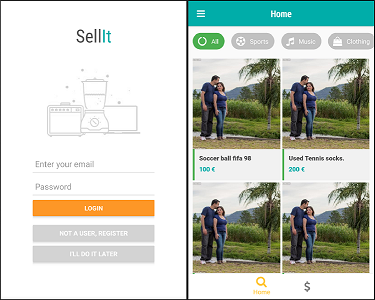 SellIt
Enter your email
Password
LOGIN
NOT A USER, REGISTER
I'LL DO IT LATER
Home
All
Sports
Music
Clothing
Soccer ball fifa 98
100 €
Used Tennis socks.
200 €
Home
$